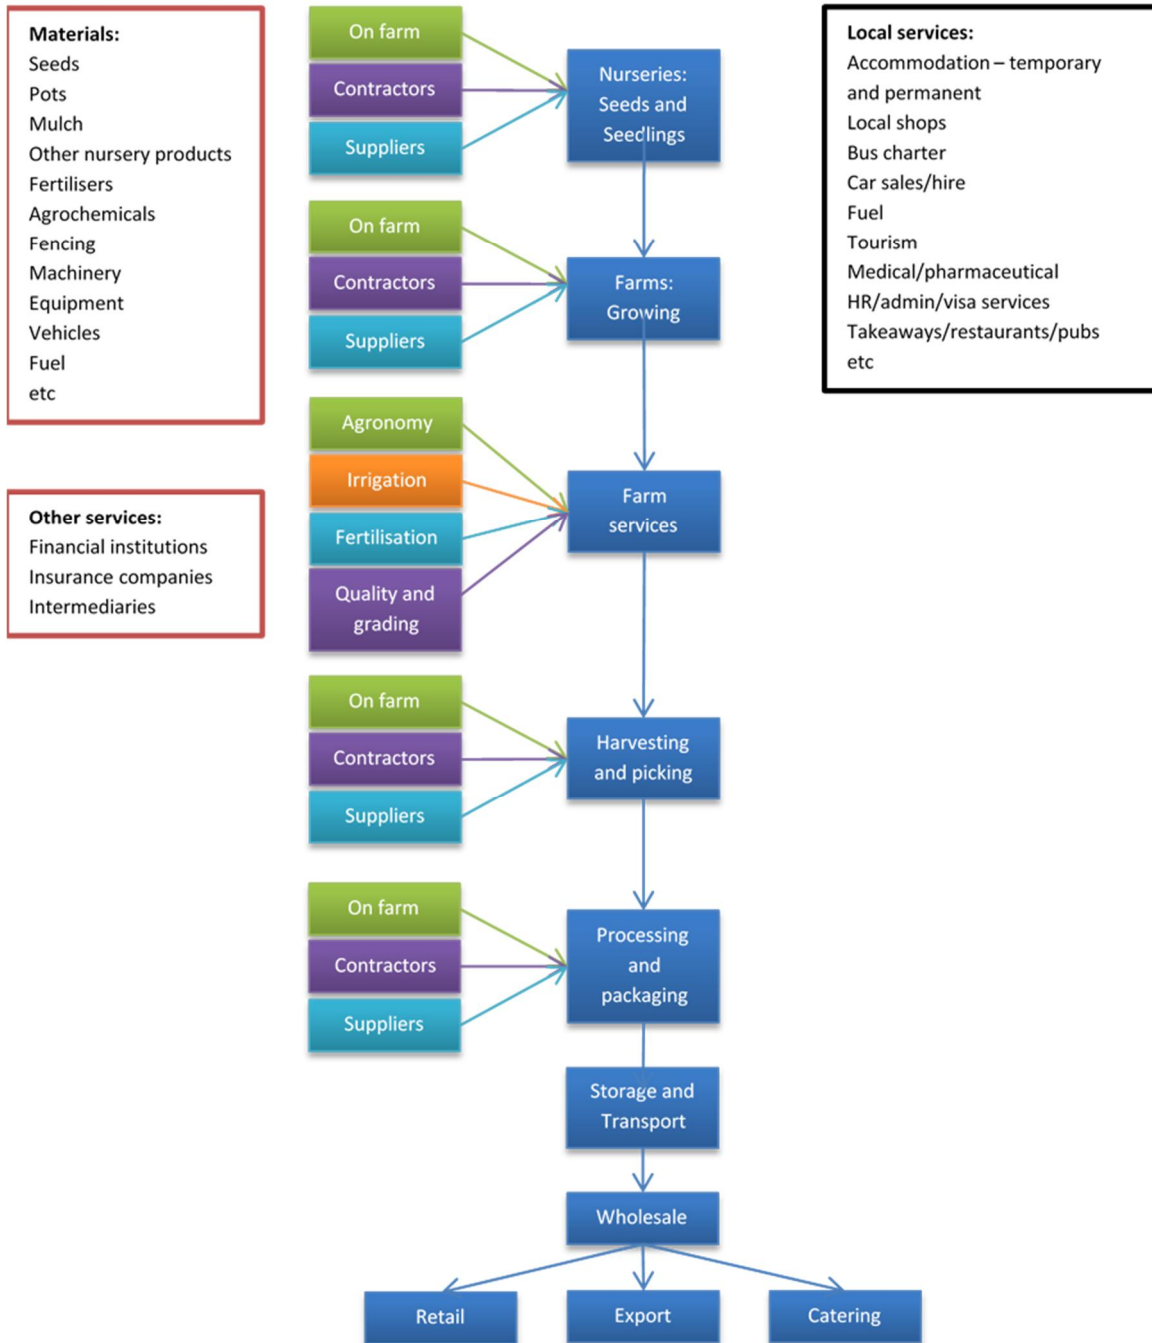 Materials:
Seeds
Pots
Mulch
Other nursery products
Fertilisers
Agrochemicals
Fencing
Machinery
Equipment
Vehicles
Fuel
etc
Other services:
Financial institutions
Insurance companies
Intermediaries
On farm
Contractors
Suppliers
Nurseries:
Seeds and
Seedlings
On farm
Contractors
Suppliers
Farms:
Growing
Agronomy
Irrigation
Fertilisation
Quality and
grading
Farm
services
On farm
Contractors
Suppliers
Harvesting
and picking
On farm
Contractors
Suppliers
Processing
and
packaging
Storage and
Transport
Wholesale
Retail
Export
Catering
Local services:
Accommodation – temporary
and permanent
Local shops
Bus charter
Car sales/hire
Fuel
Tourism
Medical/pharmaceutical
HR/admin/visa services
Takeaways/restaurants/pubs
etc